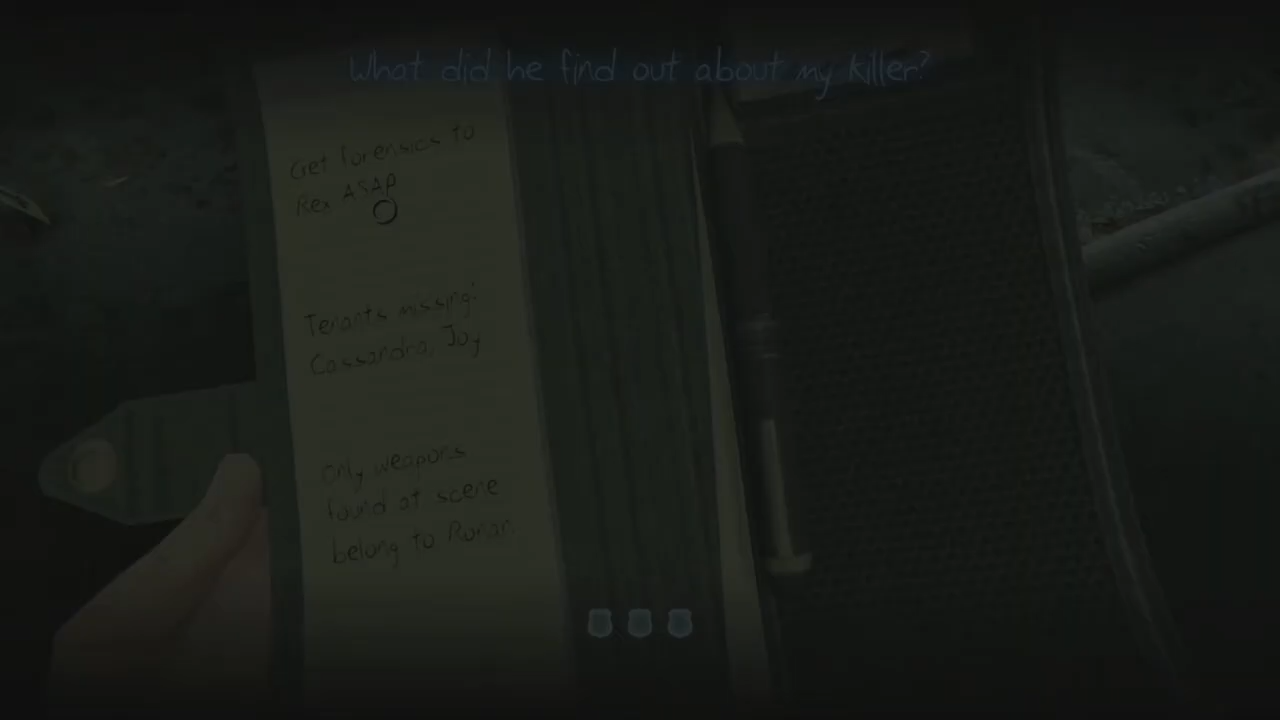 What did he find out about my killer?
Get forensics to
Rex ASAP
Tenants missing:
Cassandra, Joy
Only weapons
found at scene
belong to Ronan